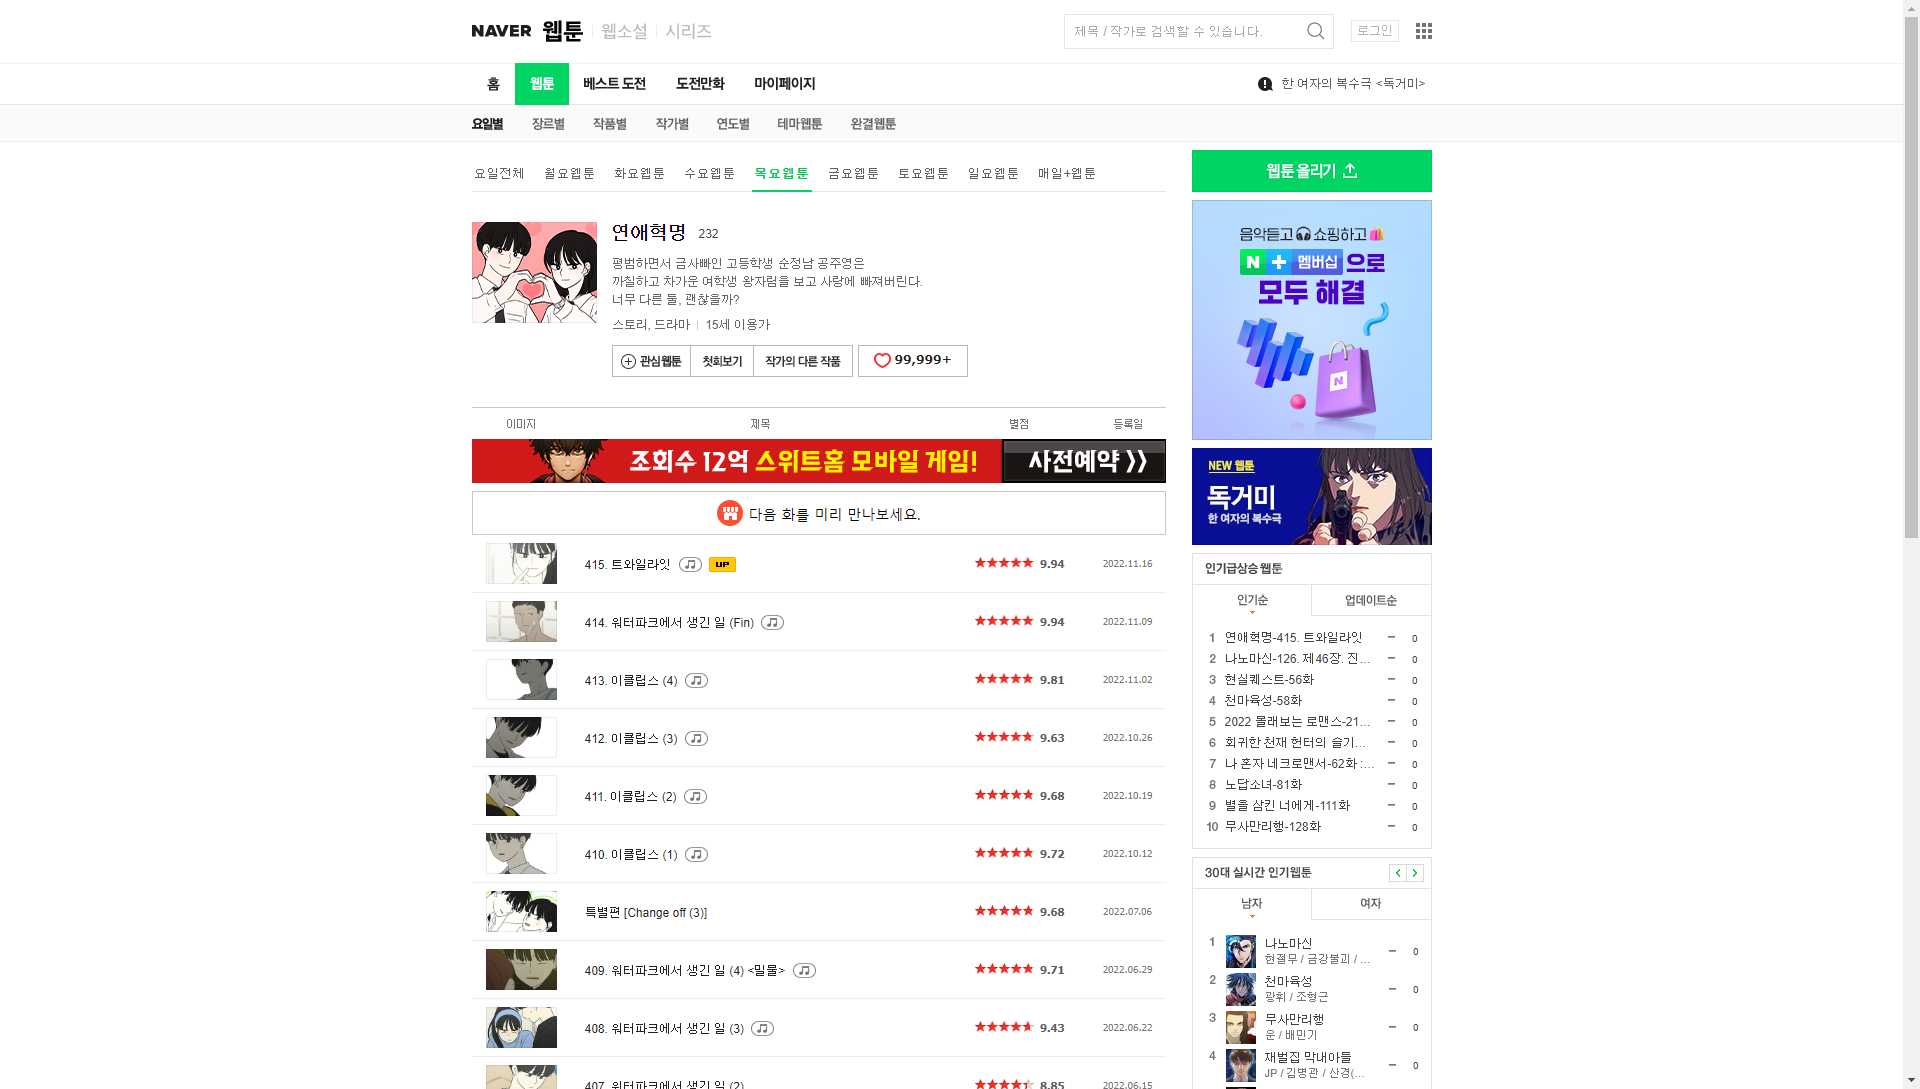 NAVER 웹툰 웹소설 시리즈
제목 / 작가로 검색할 수 있습니다.
로그인
홈 웹툰 베스트 도전 도전만화 마이페이지
한 여자의 복수극 <독거미>
요일별 장르별 작품별 작가별 연도별 테마웹툰 완결웹툰
요일전체 월요웹툰 화요웹툰 수요웹툰 목요웹툰 금요웹툰 토요웹툰 일요웹툰 매일+웹툰
연애혁명 232
평범하면서 금사빠인 고등학생 순정남 공주영은
까칠하고 차가운 여학생 왕자림을 보고 사랑에 빠져버린다.
너무 다른 둘, 괜찮을까?
스토리, 드라마 15세 이용가
관심웹툰 첫회보기 작가의 다른 작품 99,999+
이미지 제목 별점 등록일
조회수 12억 스위트홈 모바일 게임! 사전예약 》
다음 화를 미리 만나보세요.
415. 트와일라잇 UP 9.94 2022.11.16
414. 워터파크에서 생긴 일 (Fin) 9.94 2022.11.09
413. 이클립스 (4) 9.81 2022.11.02
412. 이클립스 (3) 9.63 2022.10.26
411. 이클립스 (2) 9.68 2022.10.19
410. 이클립스 (1) 9.72 2022.10.12
특별편 [Change off (3)] 9.68 2022.07.06
409. 워터파크에서 생긴 일 (4) <밀물> 9.71 2022.06.29
408. 워터파크에서 생긴 일 (3) 9.43 2022.06.22
407. 워터파크에서 생긴 일 (2) 8.85 2022.06.15
웹툰 올리기
음악듣고 쇼핑하고
N + 멤버십 으로
모두 해결
N
NEW 웹툰
독거미
한 여자의 복수극
인기급상승 웹툰
인기순 업데이트순
1 연애혁명-415. 트와일라잇 0
2 나노마신-126. 제46장. 진... 0
3 현실퀘스트-56화 0
4 천마육성-58화 0
5 2022 몰래보는 로맨스-21... 0
6 회귀한 천재 헌터의 슬기... 0
7 나 혼자 네크로맨서-62화 :... 0
8 노답소녀-81화 0
9 별을 삼킨 너에게-111화 0
10 무사만리행-128화 0
30대 실시간 인기웹툰
남자 여자
1 나노마신 0
현절무 / 금강불괴 / ...
2 천마육성 0
광휘 / 조형근
3 무사만리행 0
운 / 배민기
4 재벌집 막내아들 0
JP / 김병관 / 산경(...